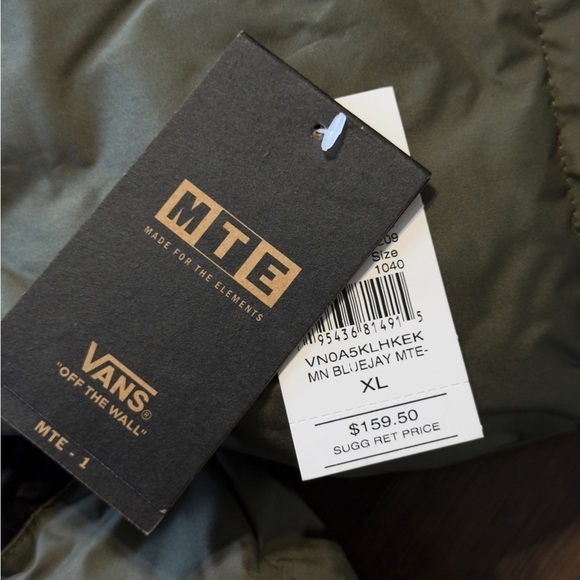 MTE
MADE FOR THE ELEMENTS
VANS®
"OFF THE WALL"
MTE - 1
Size
1040
95436 81491 5
VN0A5KLHKEK
MN BLUEJAY MTE-
XL
$159.50
SUGG RET PRICE